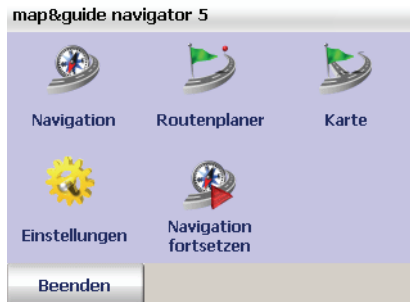 map&guide navigator 5
Navigation
Routenplaner
Karte
Einstellungen
Navigation
fortsetzen
Beenden